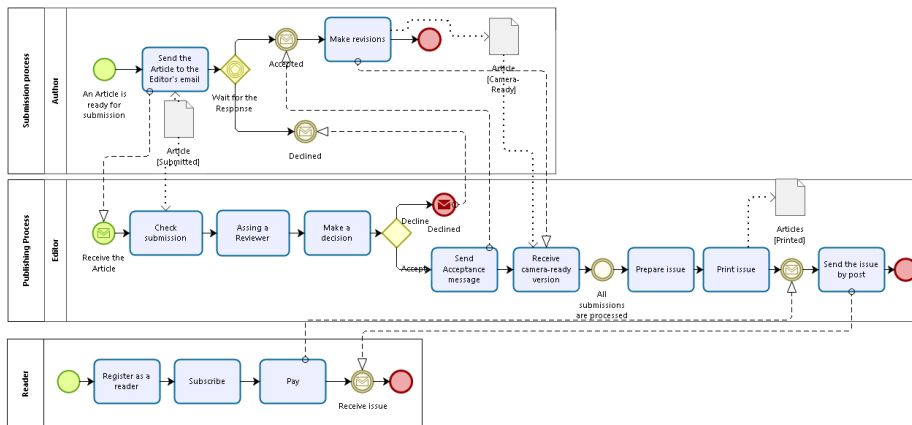 Submission process
Author
An Article is
ready for
submission
Send the
Article to the
Editor's email
Wait for the
Response
Accepted
Make revisions
Article
[Camera-
Ready]
Article
[Submitted]
Declined
Publishing Process
Editor
Receive the
Article
Check
submission
Assing a
Reviewer
Make a
decision
Decline
Declined
Accept
Send
Acceptance
message
Receive
camera-ready
version
All
submissions
are processed
Prepare issue
Print issue
Articles
[Printed]
Send the issue
by post
Reader
Register as a
reader
Subscribe
Pay
Receive issue